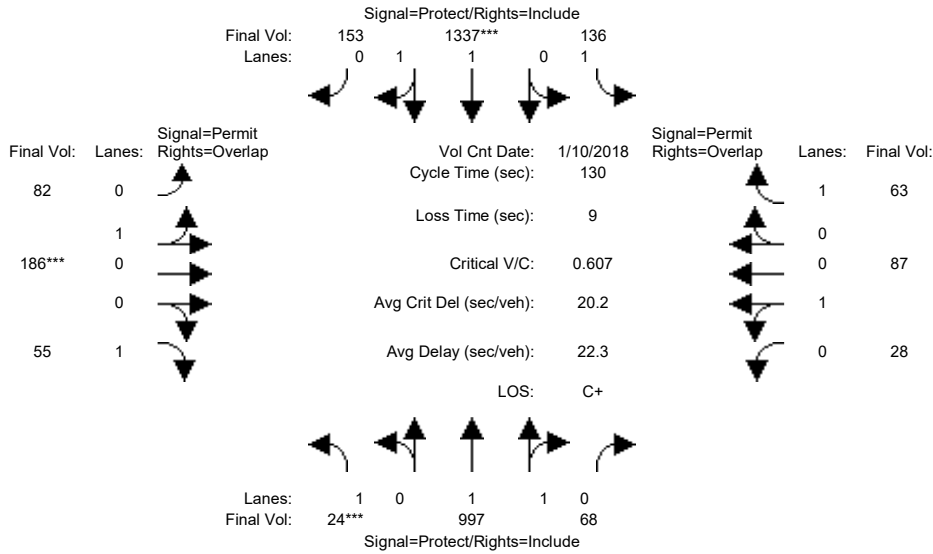 Signal=Protect/Rights=Include
Final Vol: 153 1337*** 136
Lanes: 0 1 1 0 1
Signal=Permit
Final Vol: Lanes: Rights=Overlap
Vol Cnt Date: 1/10/2018
Signal=Permit
Rights=Overlap Lanes: Final Vol:
Cycle Time (sec): 130
82 0
1 63
Loss Time (sec): 9
1
0
186*** 0
Critical V/C: 0.607
0 87
0
Avg Crit Del (sec/veh): 20.2
1
55 1
Avg Delay (sec/veh): 22.3
0 28
LOS: C+
Lanes: 1 0 1 1 0
Final Vol: 24*** 997 68
Signal=Protect/Rights=Include